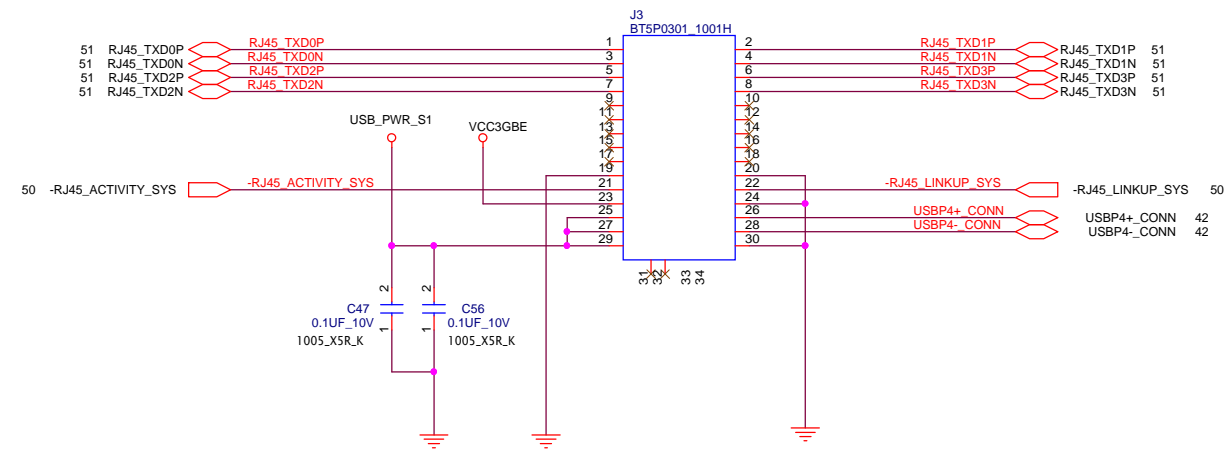 J3
BT5P0301_1001H
51 RJ45_TXD0P RJ45_TXD0P 1 2 RJ45_TXD1P RJ45_TXD1P 51
51 RJ45_TXD0N RJ45_TXD0N 3 4 RJ45_TXD1N RJ45_TXD1N 51
51 RJ45_TXD2P RJ45_TXD2P 5 6 RJ45_TXD3P RJ45_TXD3P 51
51 RJ45_TXD2N RJ45_TXD2N 7 8 RJ45_TXD3N RJ45_TXD3N 51
9 10
11 12
USB_PWR_S1 VCC3GBE 13 14
15 16
17 18
19 20
50 -RJ45_ACTIVITY_SYS -RJ45_ACTIVITY_SYS 21 22 -RJ45_LINKUP_SYS -RJ45_LINKUP_SYS 50
23 24
25 26 USBP4+_CONN USBP4+_CONN 42
27 28 USBP4-_CONN USBP4-_CONN 42
29 30
31 32 33 34
2 2
C47 C56
0.1UF_10V 0.1UF_10V
1 1
1005_X5R_K 1005_X5R_K